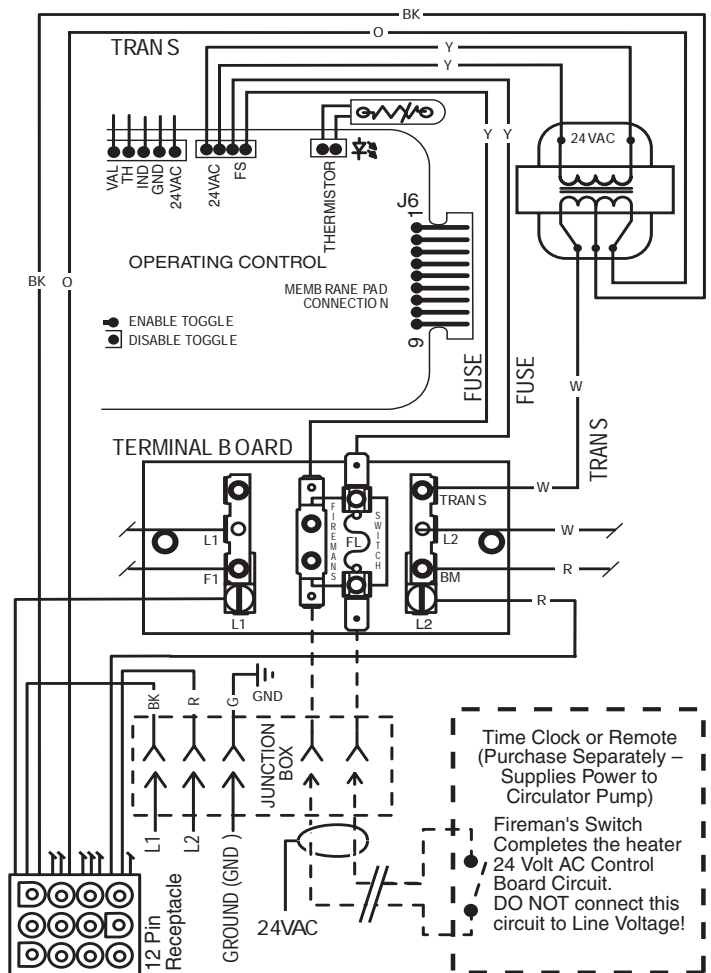 BK
O
TRANS
Y
Y
Y Y
24VAC
VAL
TH
IND
GND
24VAC
24VAC
FS
THERMISTOR
J6
1
OPERATING CONTROL
MEMBRANE PAD
CONNECTION
BK O
ENABLE TOGGLE
DISABLE TOGGLE
9
FUSE
FUSE
W
TRANS
TERMINAL BOARD
TRANS
W
FIREMANS
SWITCH
FL
L1
L2
W
F1
BM
R
L1
L2
R
BK
R
G
GND
JUNCTION
BOX
L1
L2
GROUND (GND )
24VAC
12 Pin
Receptacle
Time Clock or Remote
(Purchase Separately –
Supplies Power to
Circulator Pump)
Fireman's Switch
Completes the heater
24 Volt AC Control
Board Circuit.
DO NOT connect this
circuit to Line Voltage!